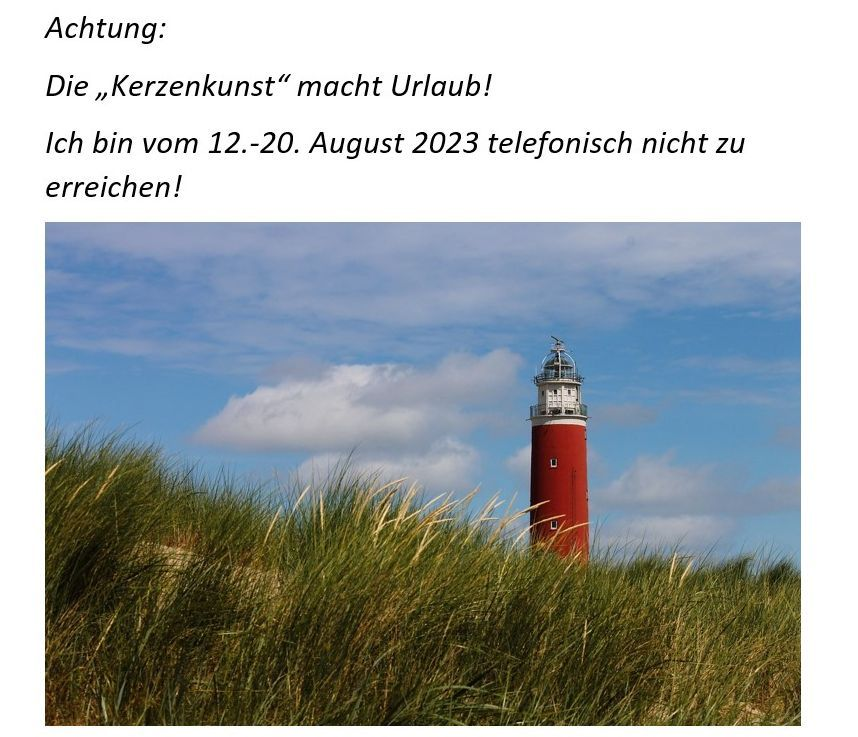 Achtung:
Die „Kerzenkunst“ macht Urlaub!
Ich bin vom 12.-20. August 2023 telefonisch nicht zu
erreichen!